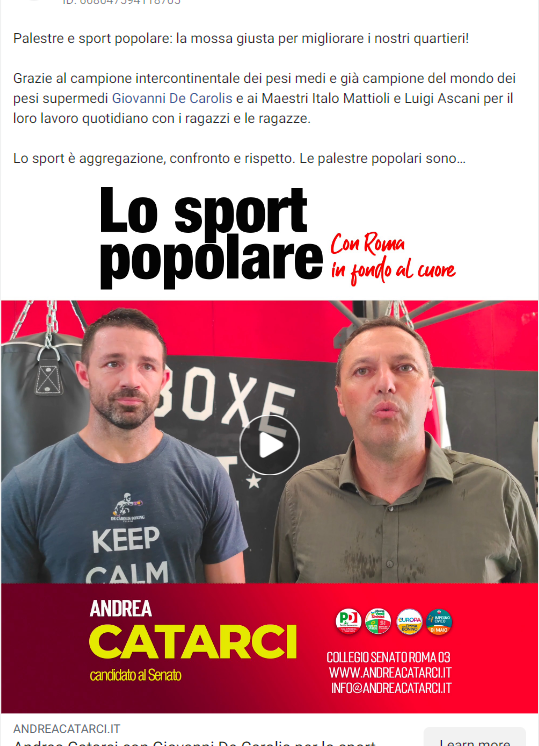 Palestre e sport popolare: la mossa giusta per migliorare i nostri quartieri!
Grazie al campione intercontinentale dei pesi medi e già campione del mondo dei
pesi supermedi Giovanni De Carolis e ai Maestri Italo Mattioli e Luigi Ascani per il
loro lavoro quotidiano con i ragazzi e le ragazze.
Lo sport è aggregazione, confronto e rispetto. Le palestre popolari sono...
Lo sport
popolare
Con Roma
in fondo al cuore
BOXE
KEEP
CALM
ANDREA
CATARCI
candidato al Senato
PD
EUROPA
COLLEGIO SENATO ROMA 03
WWW.ANDREACATARCI.IT
INFO@ANDREACATARCI.IT
ANDREACATARCI.IT
Andrea Catarci con Giovanni De Carolis per lo sport
Learn more